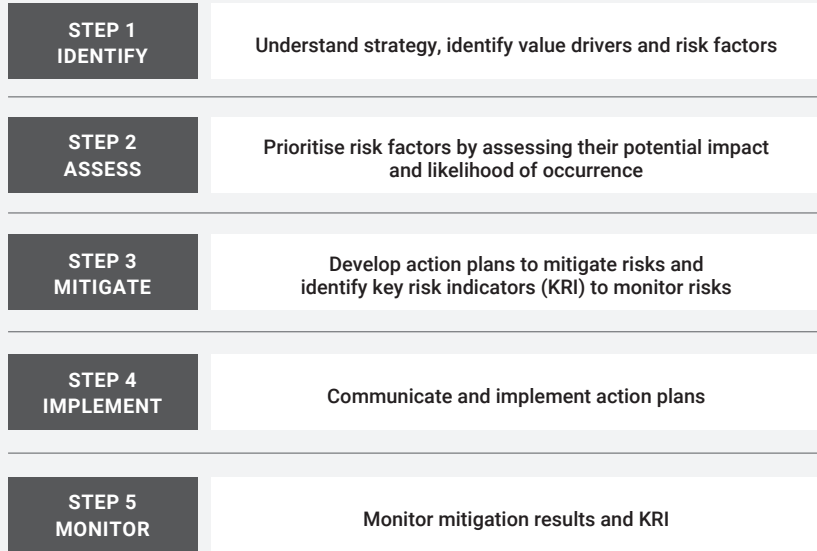 STEP 1
IDENTIFY
Understand strategy, identify value drivers and risk factors
STEP 2
ASSESS
Prioritise risk factors by assessing their potential impact
and likelihood of occurrence
STEP 3
MITIGATE
Develop action plans to mitigate risks and
identify key risk indicators (KRI) to monitor risks
STEP 4
IMPLEMENT
Communicate and implement action plans
STEP 5
MONITOR
Monitor mitigation results and KRI